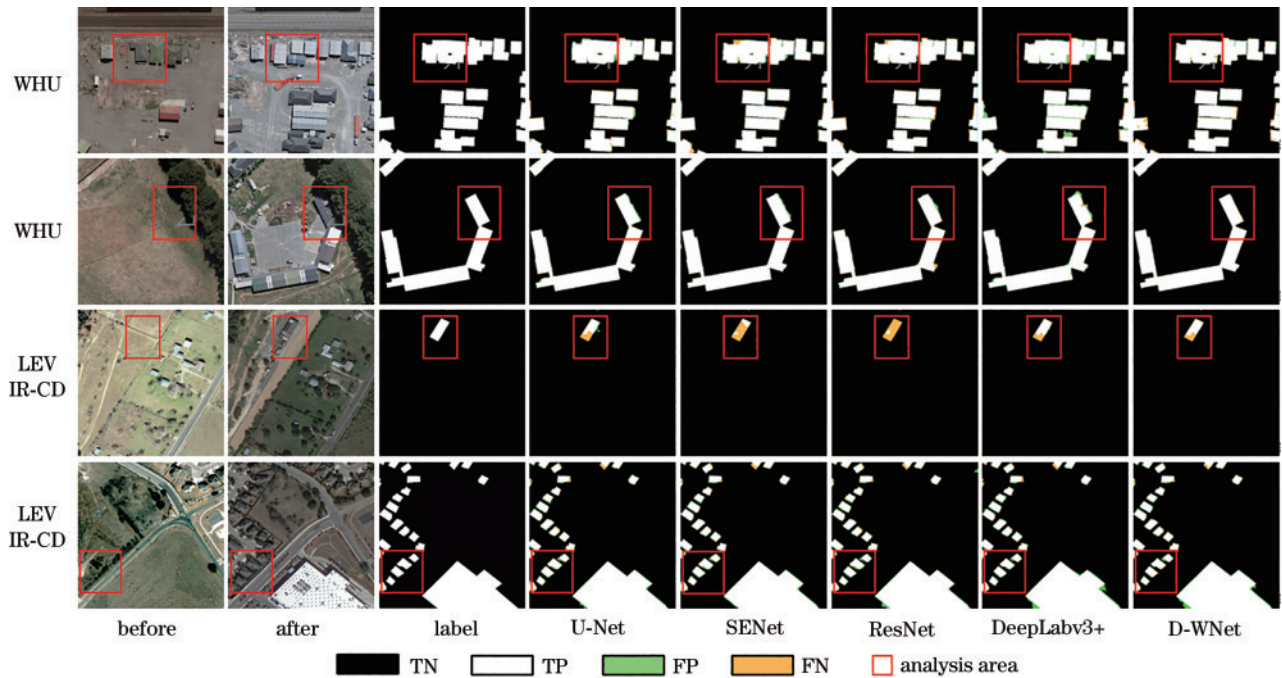 WHU
WHU
LEV
IR-CD
LEV
IR-CD
before after label U-Net SENet ResNet DeepLabv3+ D-WNet
TN TP FP FN analysis area